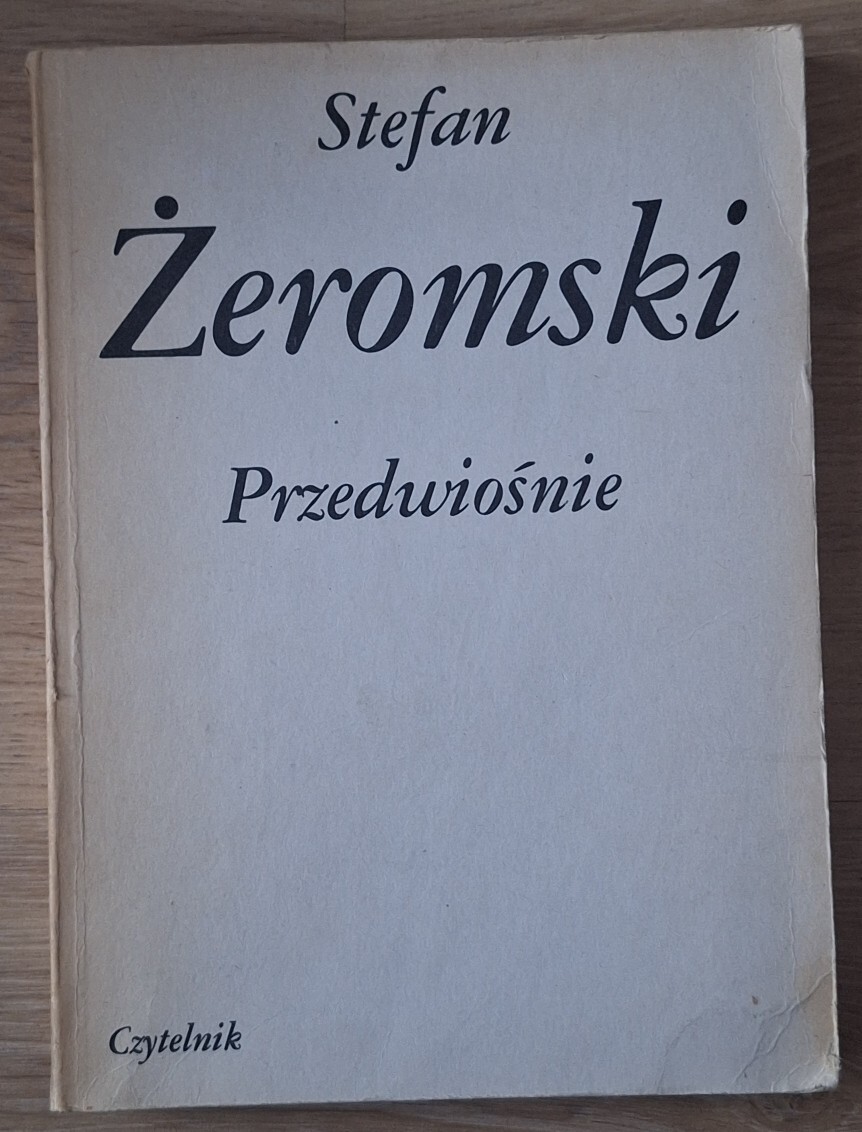 Stefan
Żeromski
Przedwiośnie
Czytelnik